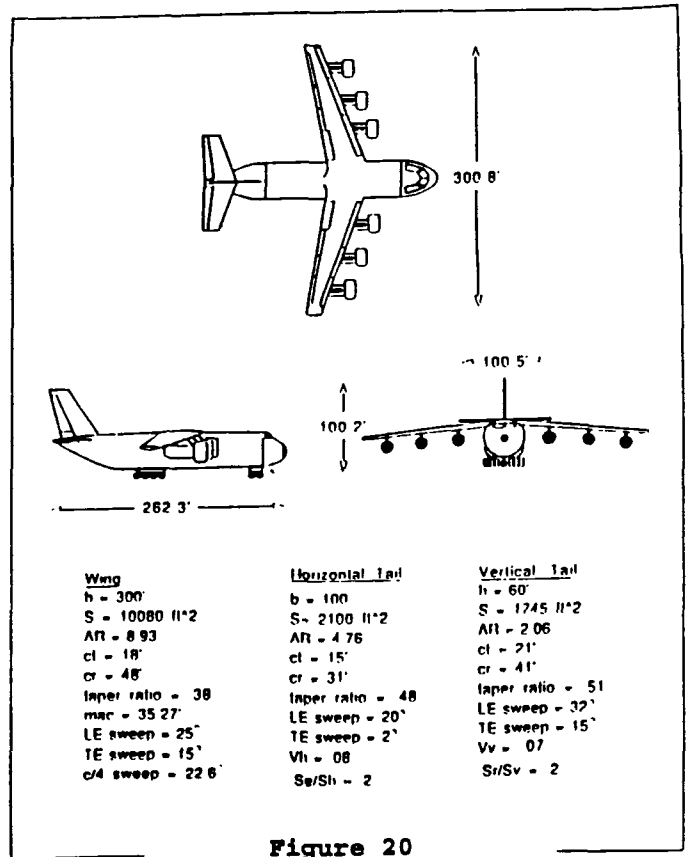 300 8'
100 5'
100 2'
262 3'
Wing
h = 300'
S = 10080 ft^2
AR = 8 93
ct = 18'
cr = 48'
taper ratio = 38
mac = 35 27'
LE sweep = 25°
TE sweep = 15°
c/4 sweep = 22 6'
Horizontal Tail
b = 100
S = 2100 ft^2
AR = 4 76
ct = 15'
cr = 31'
taper ratio = 48
LE sweep = 20°
TE sweep = 2°
Vh = 08
Se/Sh = 2
Vertical Tail
h = 60'
S = 1745 ft^2
AR = 2 06
ct = 21'
cr = 41'
taper ratio = 51
LE sweep = 32°
TE sweep = 15°
Vv = 07
Sr/Sv = 2
Figure 20